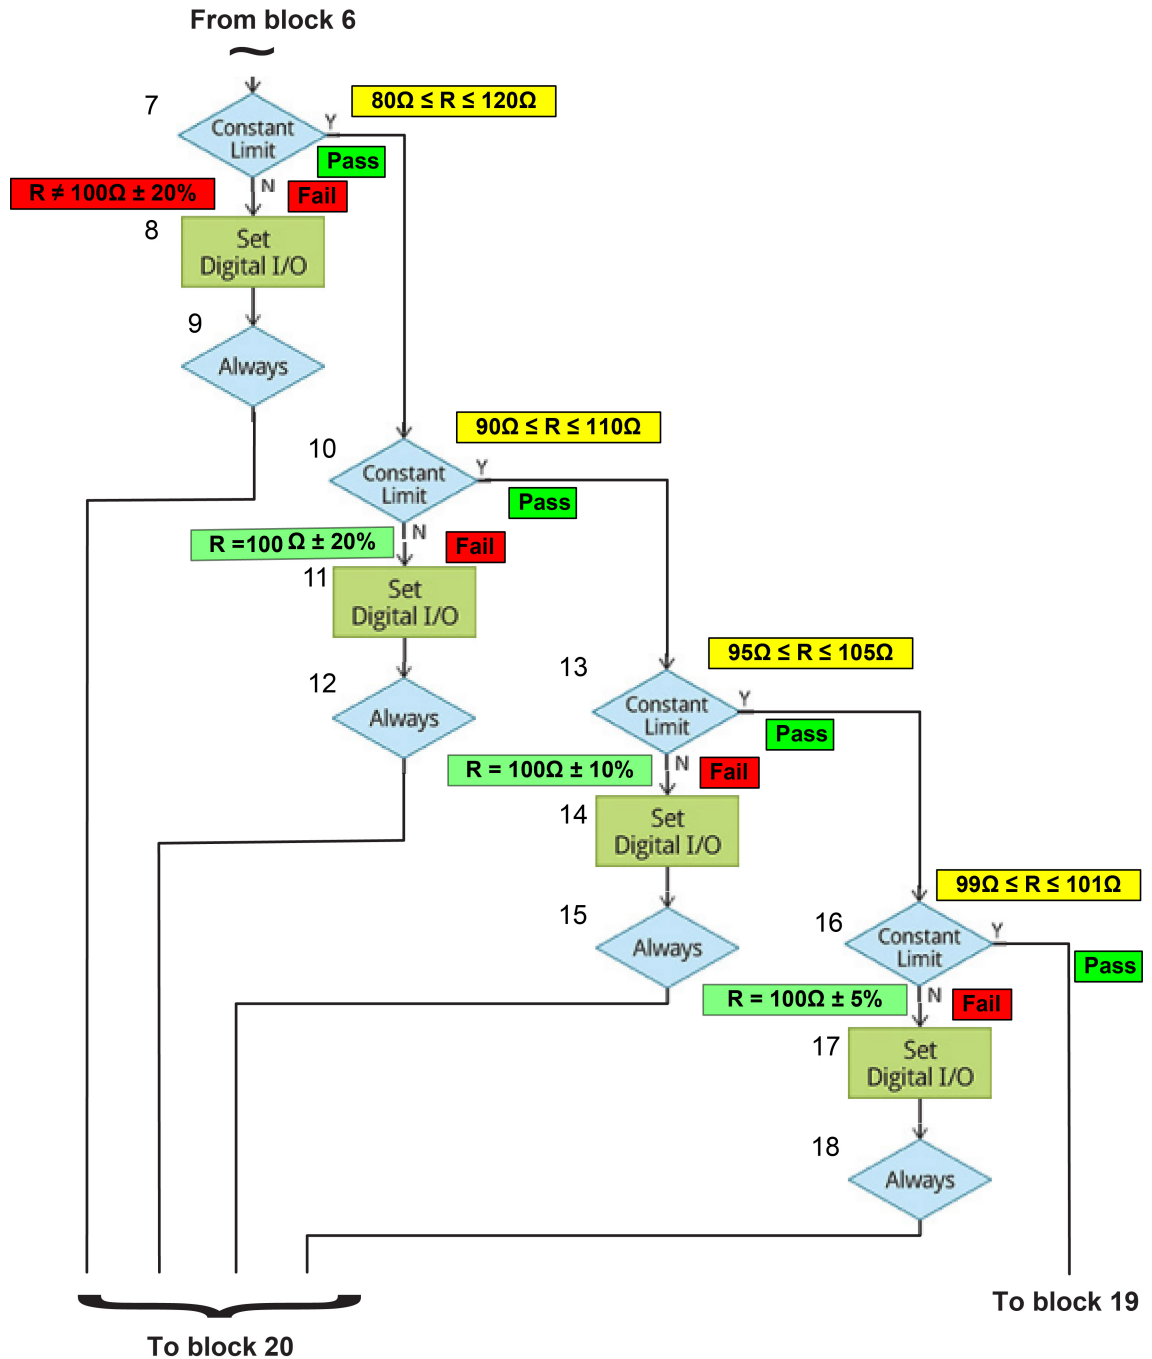 From block 6
7
80Ω ≤ R ≤ 120Ω
Constant
Limit
Y
Pass
N
R ≠ 100Ω ± 20%
Fail
8
Set
Digital I/O
9
Always
90Ω ≤ R ≤ 110Ω
10
Constant
Limit
Y
Pass
N
R =100 Ω ± 20%
Fail
11
Set
Digital I/O
12
Always
95Ω ≤ R ≤ 105Ω
13
Constant
Limit
Y
Pass
N
R = 100Ω ± 10%
Fail
14
Set
Digital I/O
15
Always
99Ω ≤ R ≤ 101Ω
16
Constant
Limit
Y
Pass
N
R = 100Ω ± 5%
Fail
17
Set
Digital I/O
18
Always
To block 19
To block 20